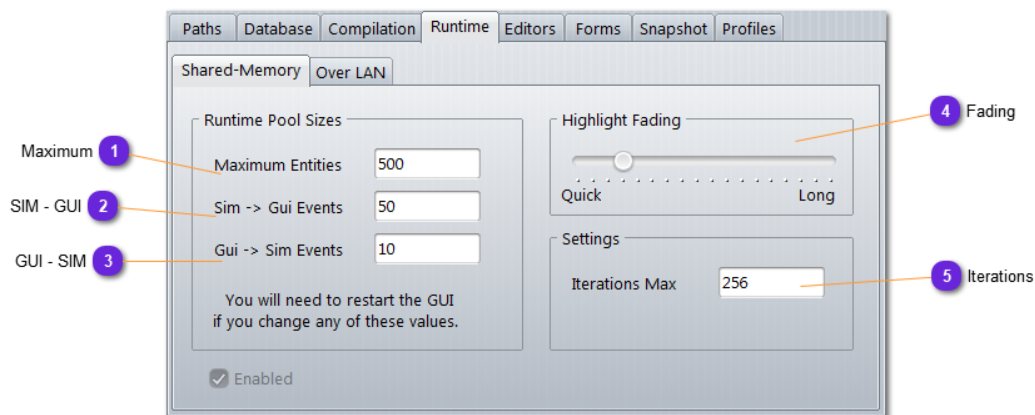 Paths Database Compilation Runtime Editors Forms Snapshot Profiles
Shared-Memory Over LAN
Runtime Pool Sizes
Maximum 1
Maximum Entities 500
SIM - GUI 2
Sim -> Gui Events 50
GUI - SIM 3
Gui -> Sim Events 10
You will need to restart the GUI
if you change any of these values.
Enabled
Highlight Fading
4 Fading
Quick Long
Settings
Iterations Max 256
5 Iterations